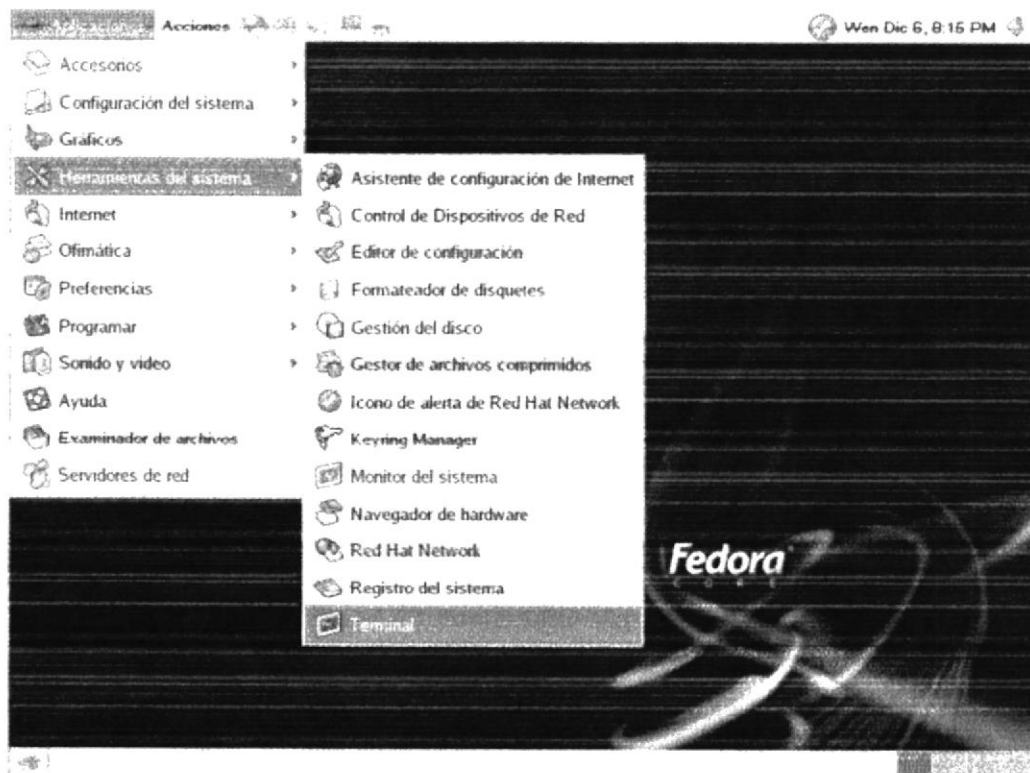 Aplicaciones Acciones Wen Dic 6, 8:15 PM
Accesonos
Configuración del sistema
Gráficos
Herramientas del sistema
Internet
Ofimática
Preferencias
Programar
Sonido y video
Ayuda
Examinador de archivos
Servidores de red
Asistente de configuración de Internet
Control de Dispositivos de Red
Editor de configuración
Formateador de disquetes
Gestión del disco
Gestor de archivos comprimidos
Icono de alerta de Red Hat Network
Keyring Manager
Monitor del sistema
Navegador de hardware
Red Hat Network
Registro del sistema
Terminal
Fedora
CORE